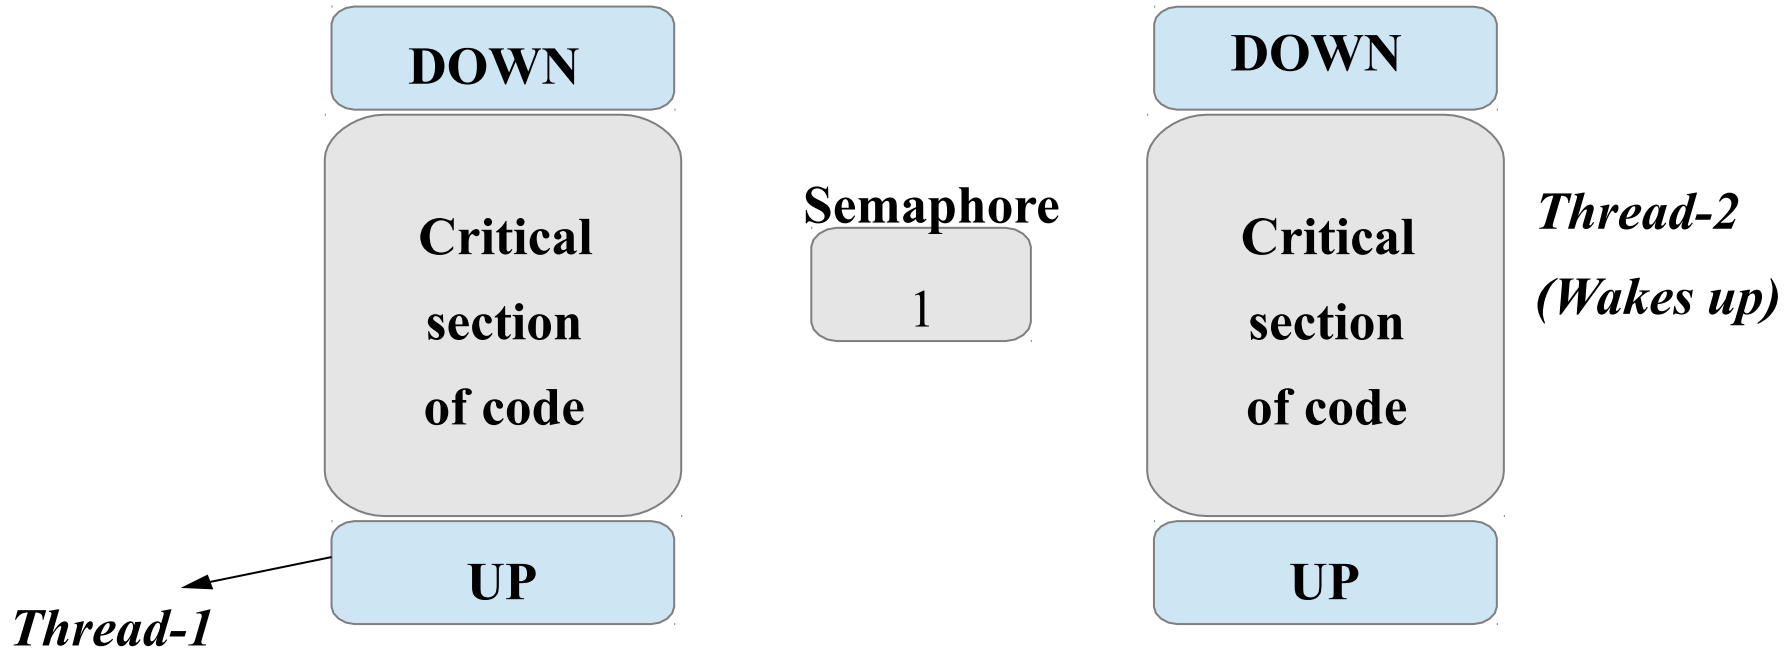 DOWN
Critical
section
of code
UP
Thread-1
Semaphore
1
DOWN
Critical
section
of code
UP
Thread-2
(Wakes up)